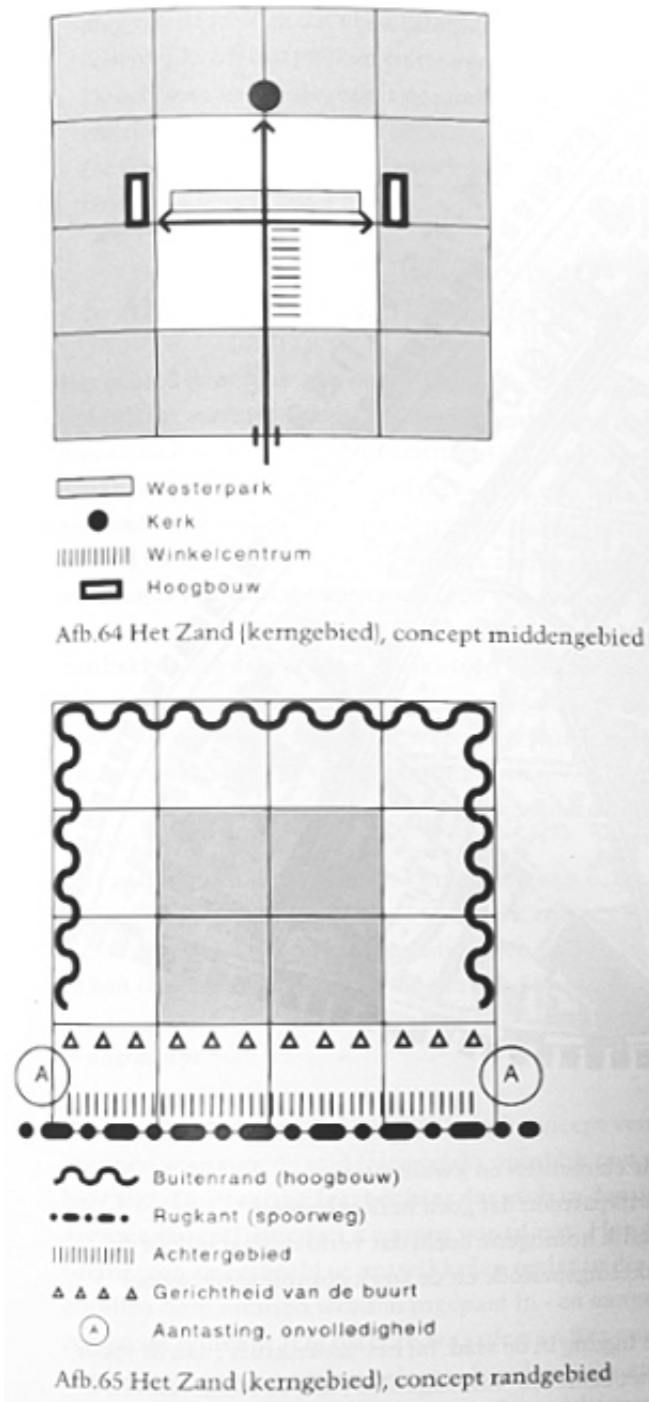 Westerpark
Kerk
Winkelcentrum
Hoogbouw
Afb.64 Het Zand (kerngebied), concept middengebied
A
A
Buitenrand (hoogbouw)
Rugkant (spoorweg)
Achtergebied
Gerichtheid van de buurt
A
Aantasting, onvolledigheid
Afb.65 Het Zand (kerngebied), concept randgebied